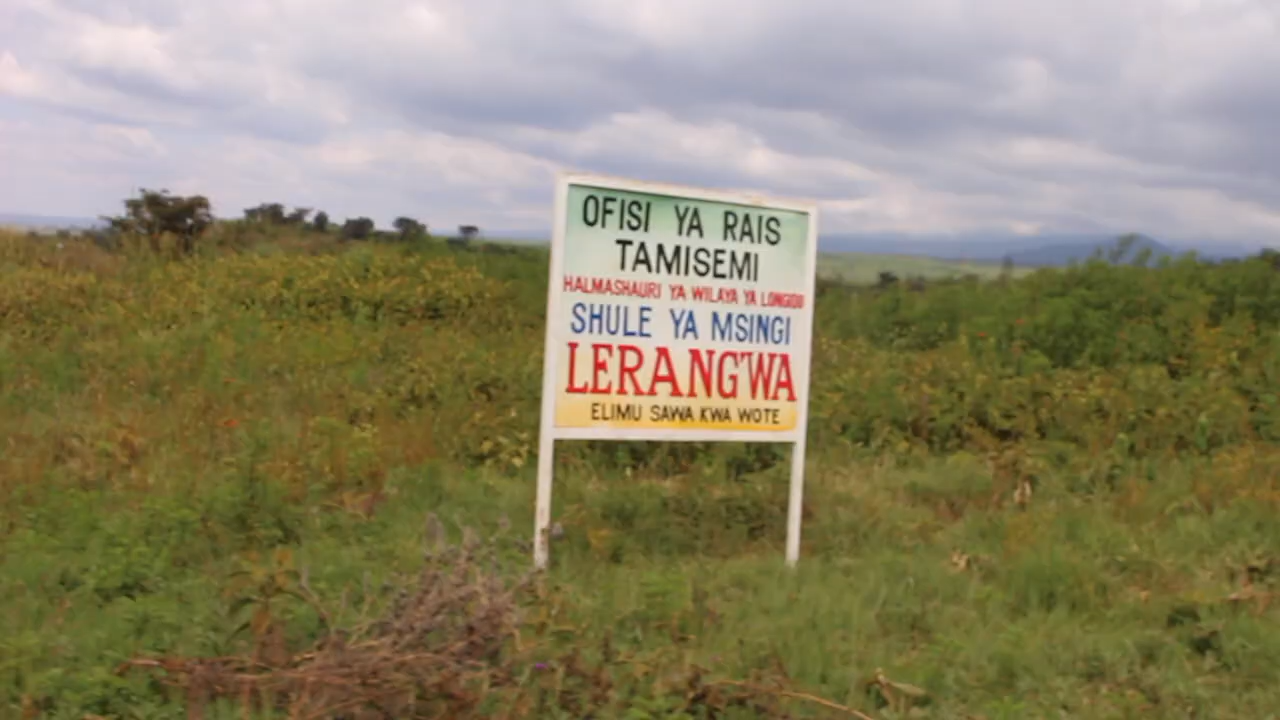 OFISI YA RAIS
TAMISEMI
HALMASHAURI YA WILAYA YA LONGIDO
SHULE YA MSINGI
LERANG'WA
ELIMU SAWA KWA WOTE